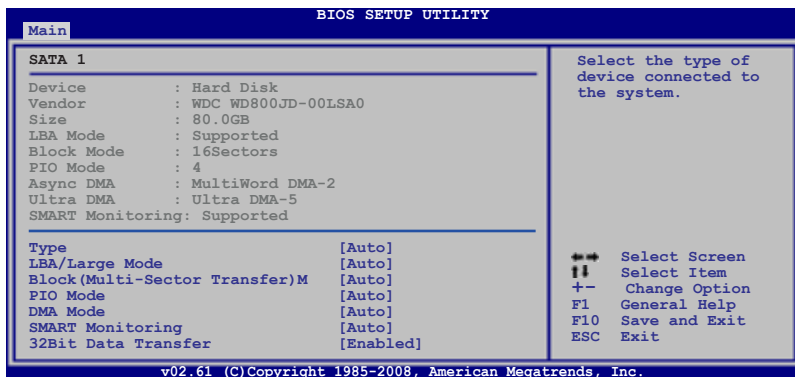 BIOS SETUP UTILITY
Main
SATA 1
Device : Hard Disk
Vendor : WDC WD800JD-00LSA0
Size : 80.0GB
LBA Mode : Supported
Block Mode : 16Sectors
PIO Mode : 4
Async DMA : MultiWord DMA-2
Ultra DMA : Ultra DMA-5
SMART Monitoring: Supported
Type [Auto]
LBA/Large Mode [Auto]
Block(Multi-Sector Transfer)M [Auto]
PIO Mode [Auto]
DMA Mode [Auto]
SMART Monitoring [Auto]
32Bit Data Transfer [Enabled]
Select the type of
device connected to
the system.
←→ Select Screen
↑↓ Select Item
+- Change Option
F1 General Help
F10 Save and Exit
ESC Exit
v02.61 (C)Copyright 1985-2008, American Megatrends, Inc.